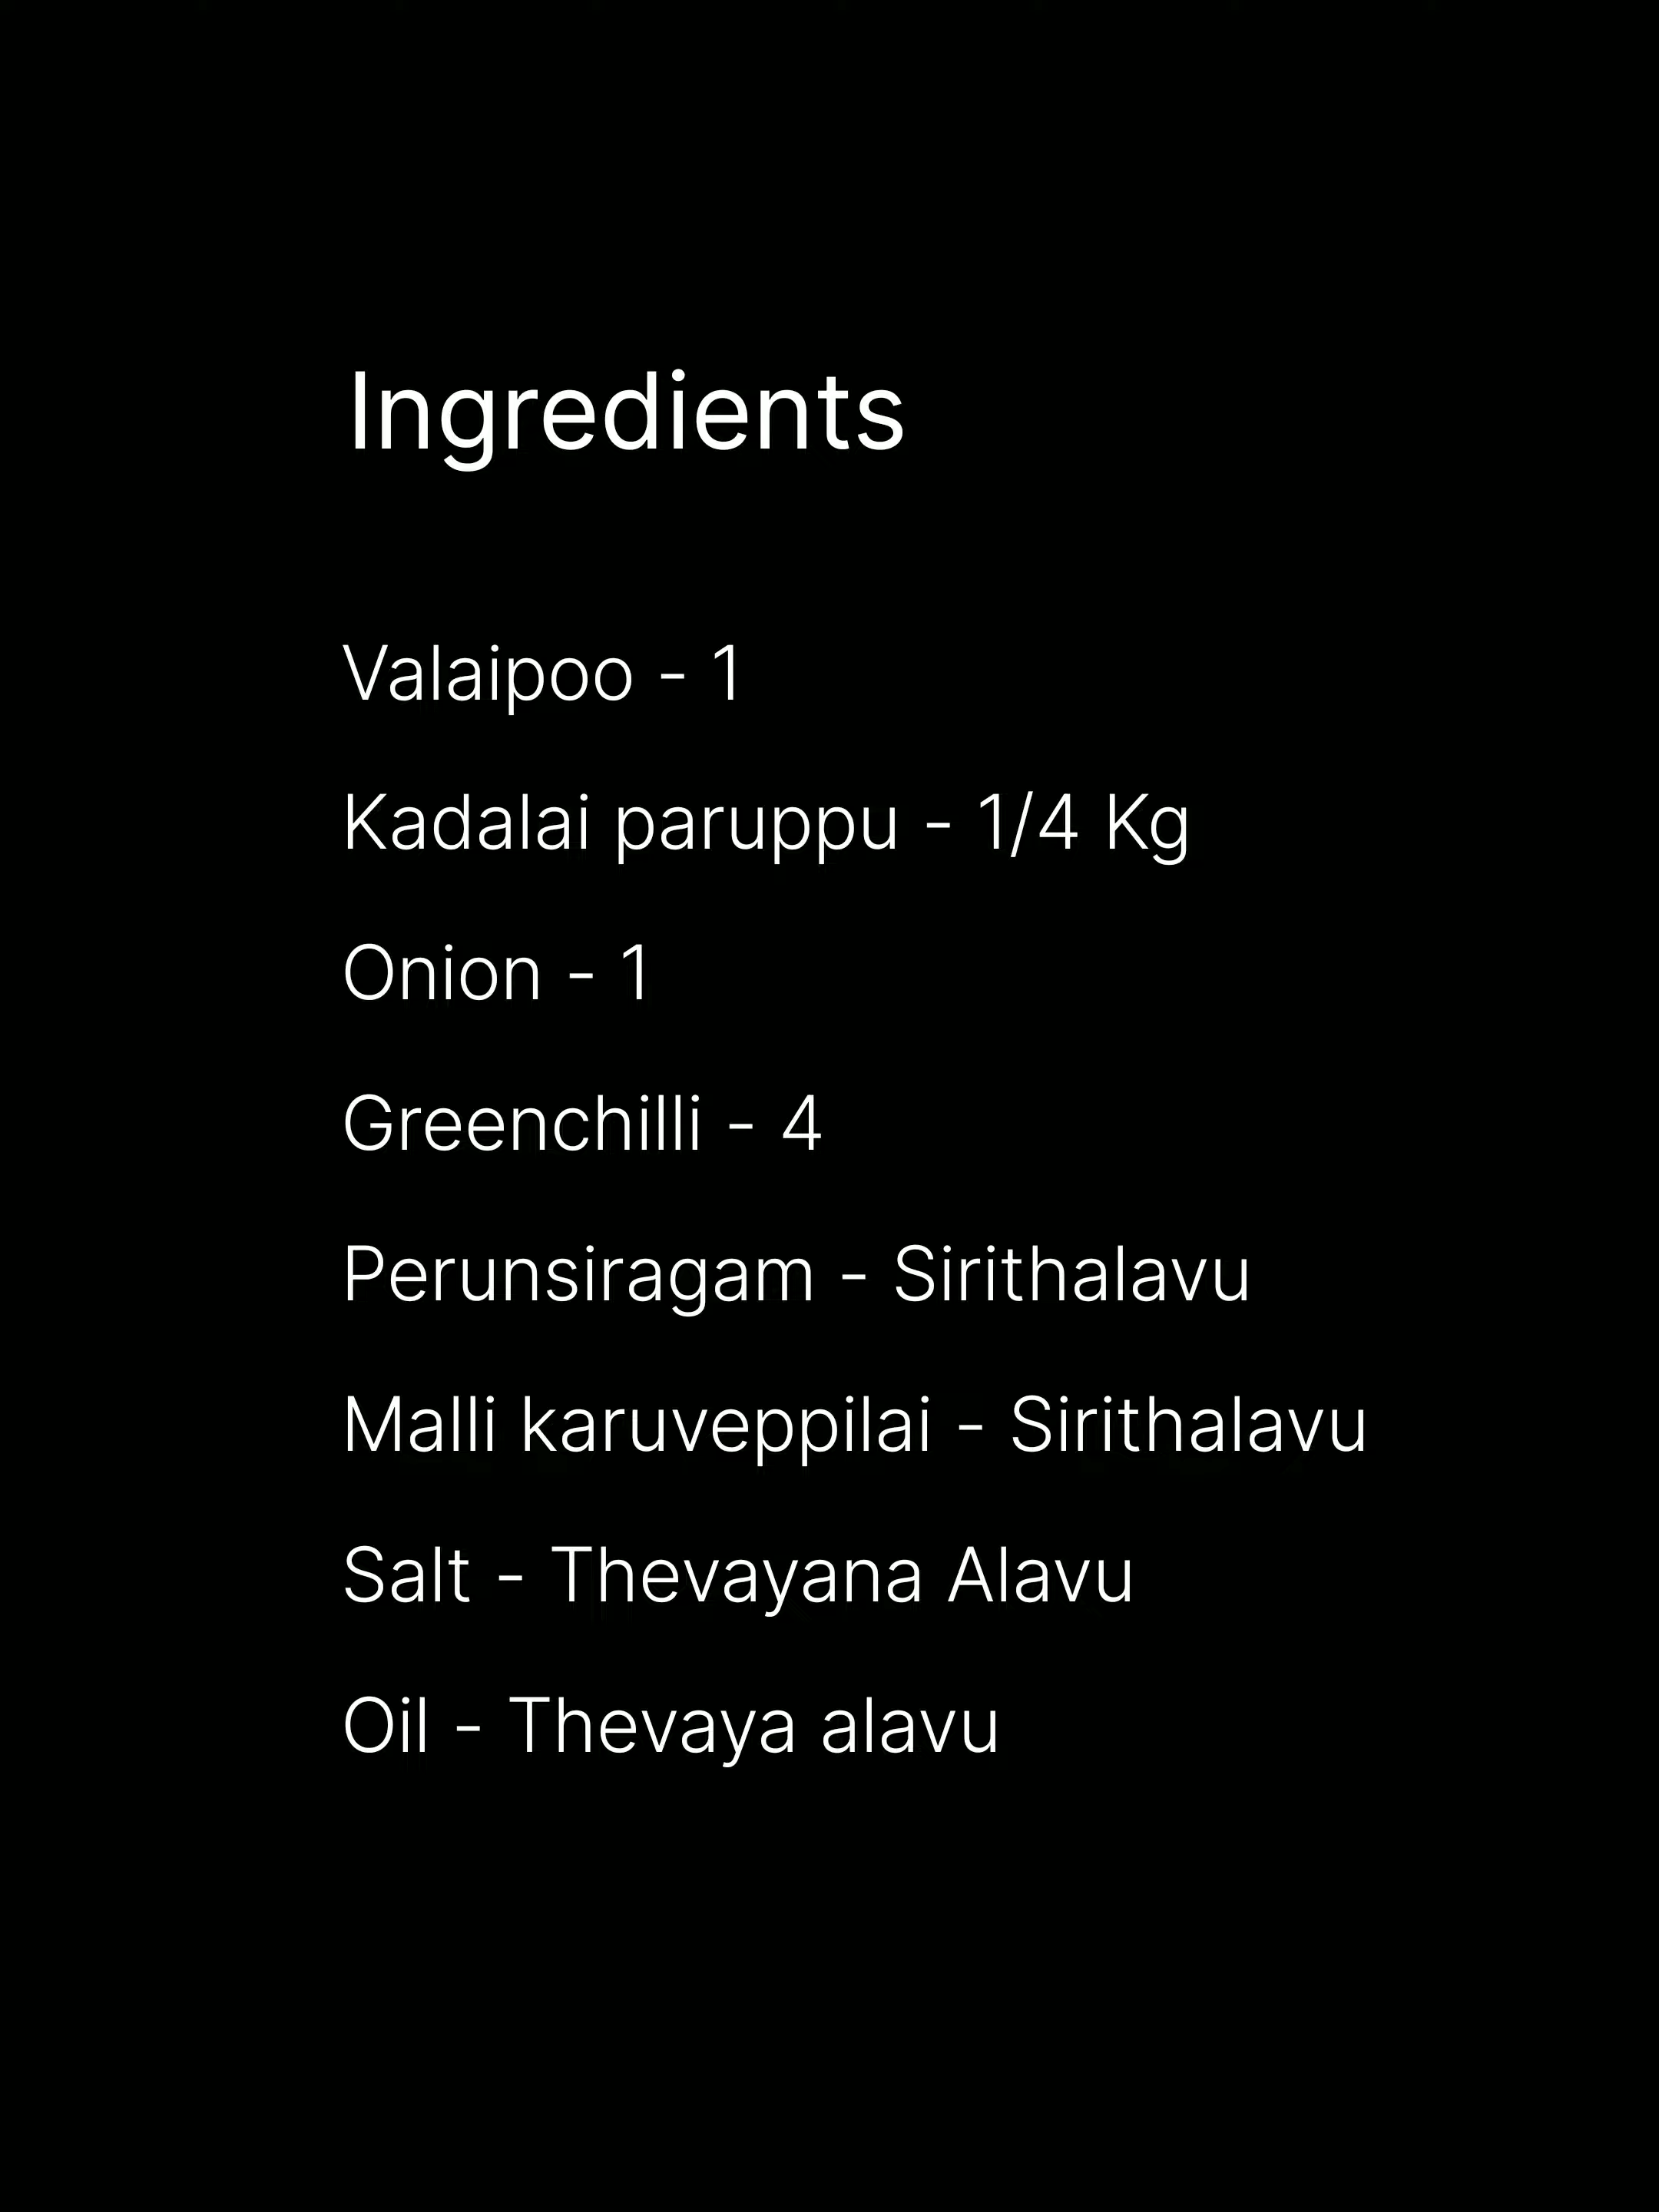 Ingredients
Valaipoo - 1
Kadalai paruppu - 1/4 Kg
Onion - 1
Greenchilli - 4
Perunsiragam - Sirithalavu
Malli karuveppilai - Sirithalavu
Salt - Thevayana Alavu
Oil - Thevaya alavu